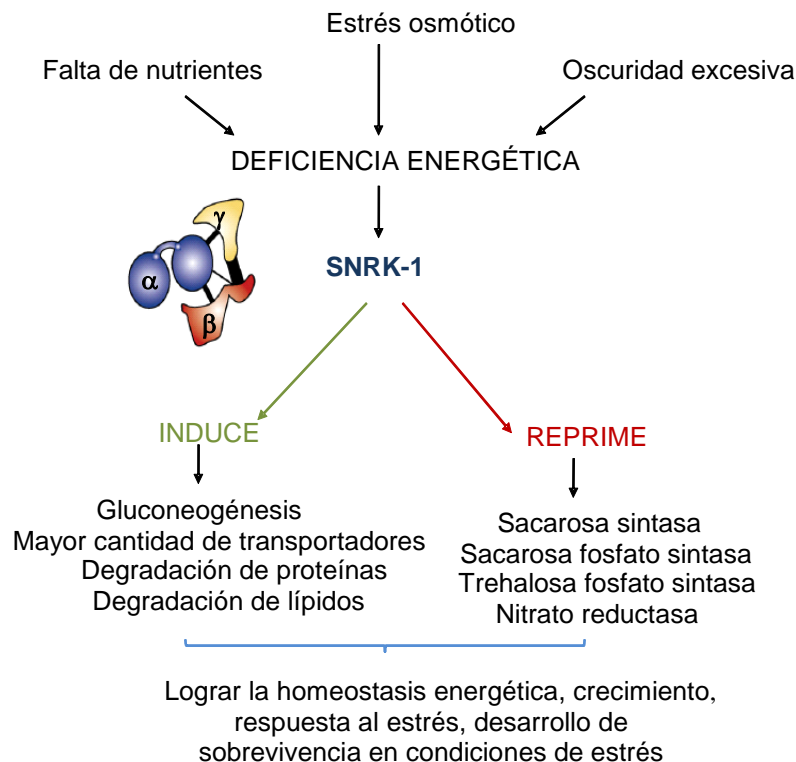 Estrés osmótico
Falta de nutrientes
Oscuridad excesiva
DEFICIENCIA ENERGÉTICA
γ
α
β
SNRK-1
INDUCE
REPRIME
Gluconeogénesis
Mayor cantidad de transportadores
Degradación de proteínas
Degradación de lípidos
Sacarosa sintasa
Sacarosa fosfato sintasa
Trehalosa fosfato sintasa
Nitrato reductasa
Lograr la homeostasis energética, crecimiento,
respuesta al estrés, desarrollo de
sobrevivencia en condiciones de estrés